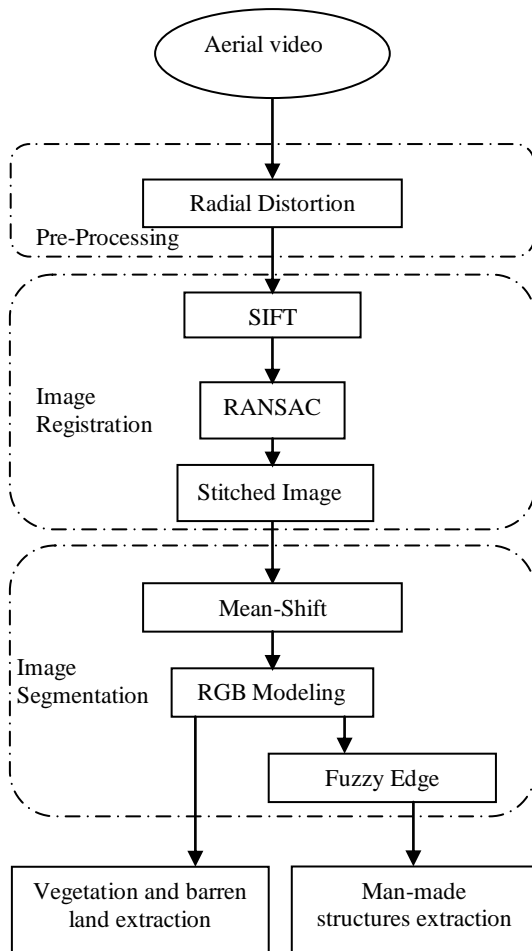 Aerial video
Radial Distortion
Pre-Processing
SIFT
Image
Registration
RANSAC
Stitched Image
Mean-Shift
Image
Segmentation
RGB Modeling
Fuzzy Edge
Vegetation and barren
land extraction
Man-made
structures extraction